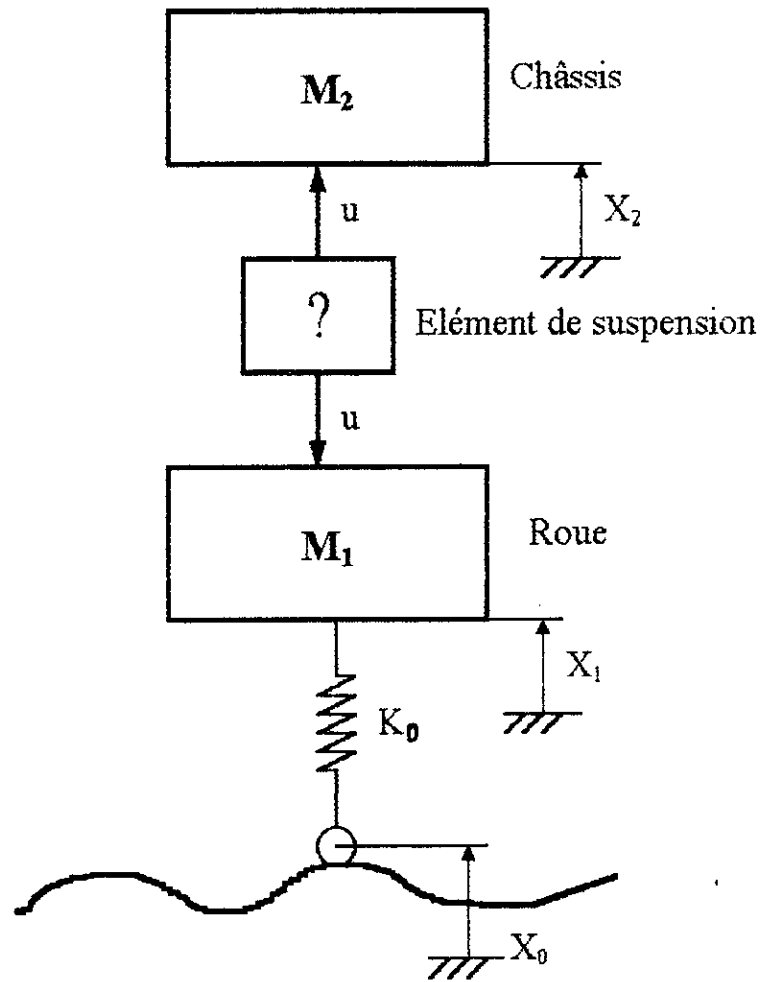 M₂
Châssis
u
X₂
?
Elément de suspension
u
M₁
Roue
X₁
K₀
X₀